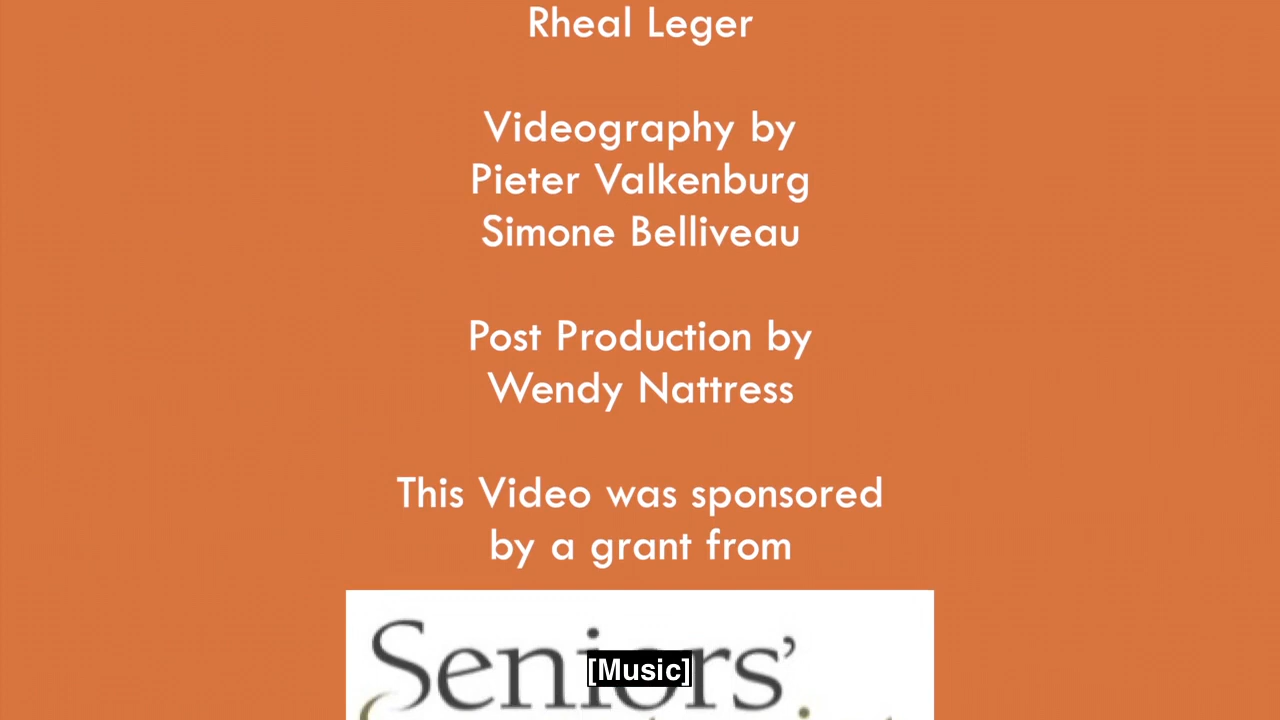 Rheal Leger
Videography by
Pieter Valkenburg
Simone Belliveau
Post Production by
Wendy Nattress
This Video was sponsored
by a grant from
Seniors’
[Music]